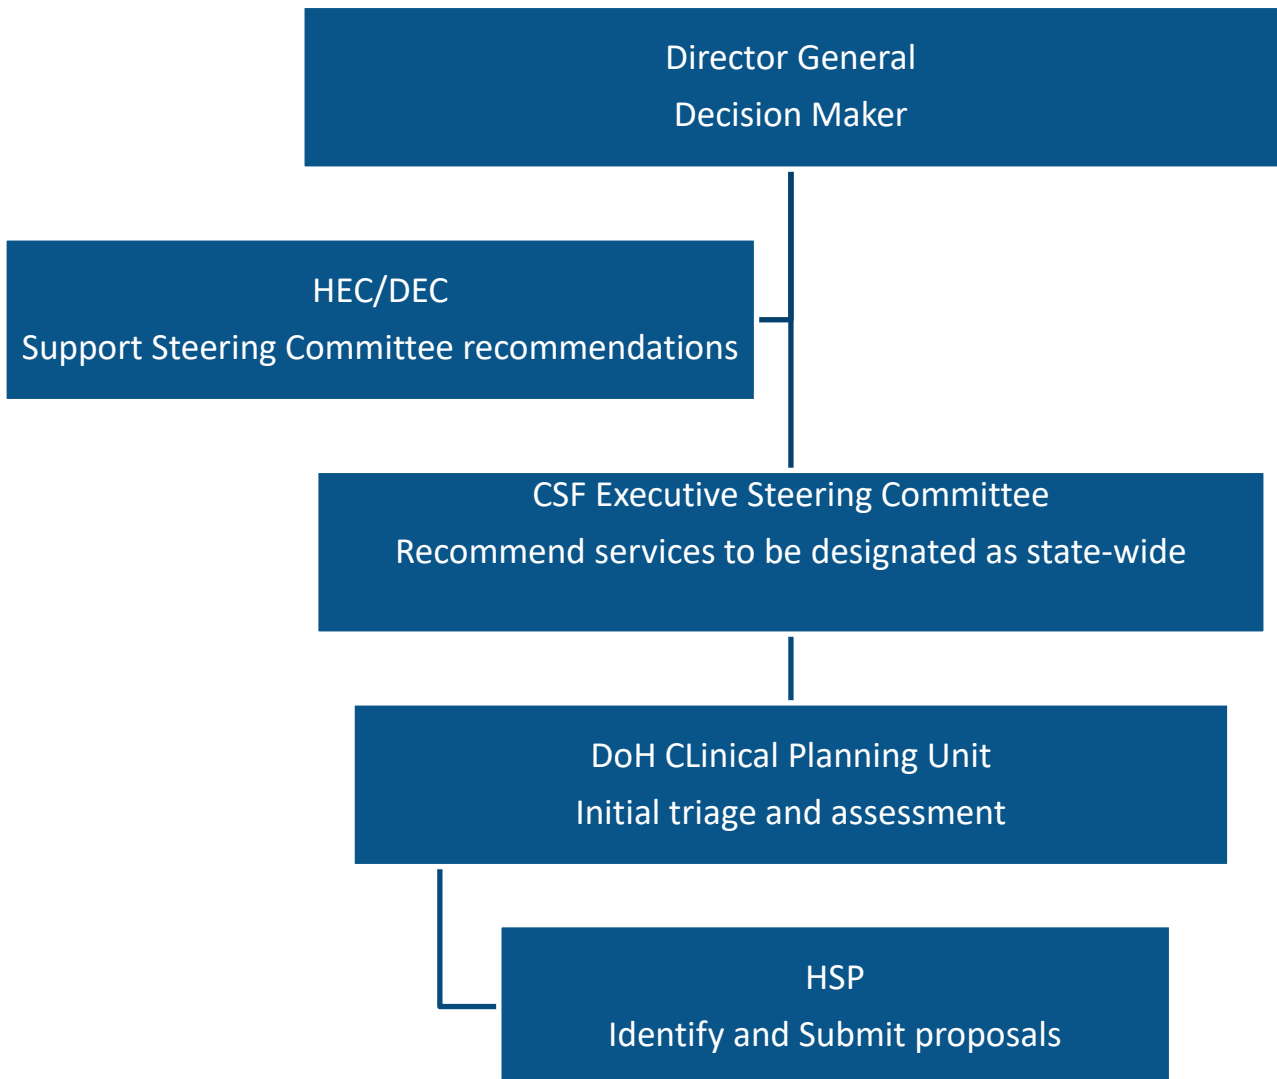 Director General
Decision Maker
HEC/DEC
Support Steering Committee recommendations
CSF Executive Steering Committee
Recommend services to be designated as state-wide
DoH CLinical Planning Unit
Initial triage and assessment
HSP
Identify and Submit proposals